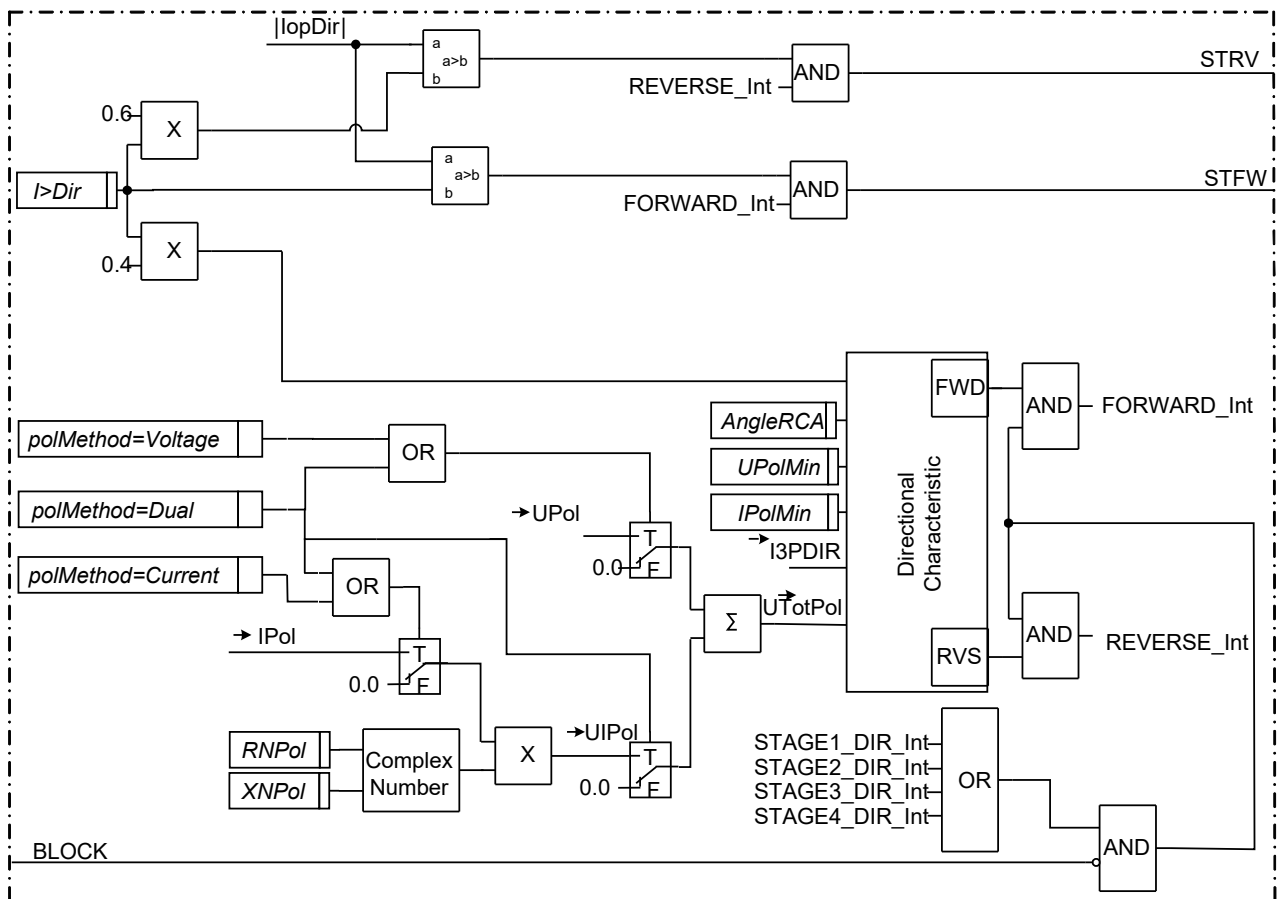 |IopDir|
a
a>b
b
REVERSE_Int
AND
STRV
0.6
X
I>Dir
a
a>b
b
FORWARD_Int
AND
STFW
X
0.4
FWD
AND
FORWARD_Int
AngleRCA
polMethod=Voltage
OR
UPolMin
polMethod=Dual
UPol
IPolMin
Directional
Characteristic
T
I3PDIR
0.0
F
polMethod=Current
OR
UTotPol
Σ
IPol
T
0.0
F
RVS
AND
REVERSE_Int
RNPol
XNPol
Complex
Number
X
UIPol
T
0.0
F
STAGE1_DIR_Int
STAGE2_DIR_Int
STAGE3_DIR_Int
STAGE4_DIR_Int
OR
BLOCK
AND